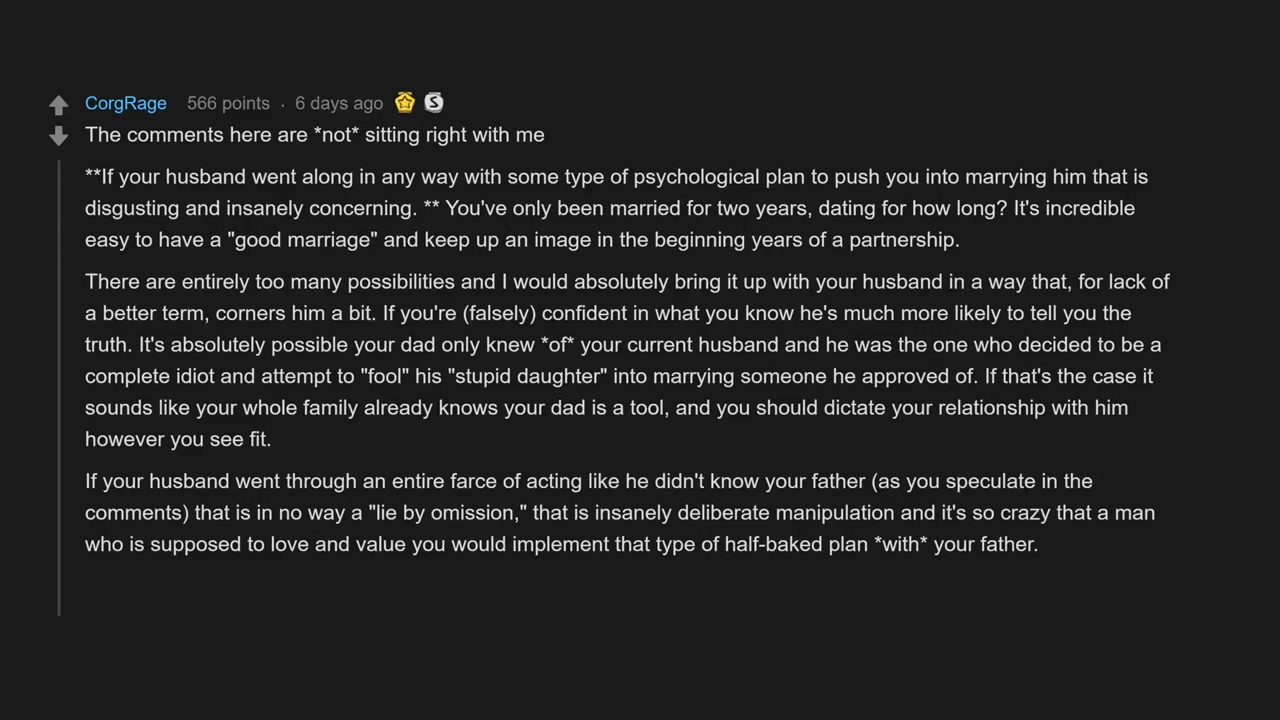 CorgRage 566 points · 6 days ago
The comments here are *not* sitting right with me
**If your husband went along in any way with some type of psychological plan to push you into marrying him that is
disgusting and insanely concerning. ** You've only been married for two years, dating for how long? It's incredible
easy to have a "good marriage" and keep up an image in the beginning years of a partnership.
There are entirely too many possibilities and I would absolutely bring it up with your husband in a way that, for lack of
a better term, corners him a bit. If you're (falsely) confident in what you know he's much more likely to tell you the
truth. It's absolutely possible your dad only knew *of* your current husband and he was the one who decided to be a
complete idiot and attempt to "fool" his "stupid daughter" into marrying someone he approved of. If that's the case it
sounds like your whole family already knows your dad is a tool, and you should dictate your relationship with him
however you see fit.
If your husband went through an entire farce of acting like he didn't know your father (as you speculate in the
comments) that is in no way a "lie by omission," that is insanely deliberate manipulation and it's so crazy that a man
who is supposed to love and value you would implement that type of half-baked plan *with* your father.